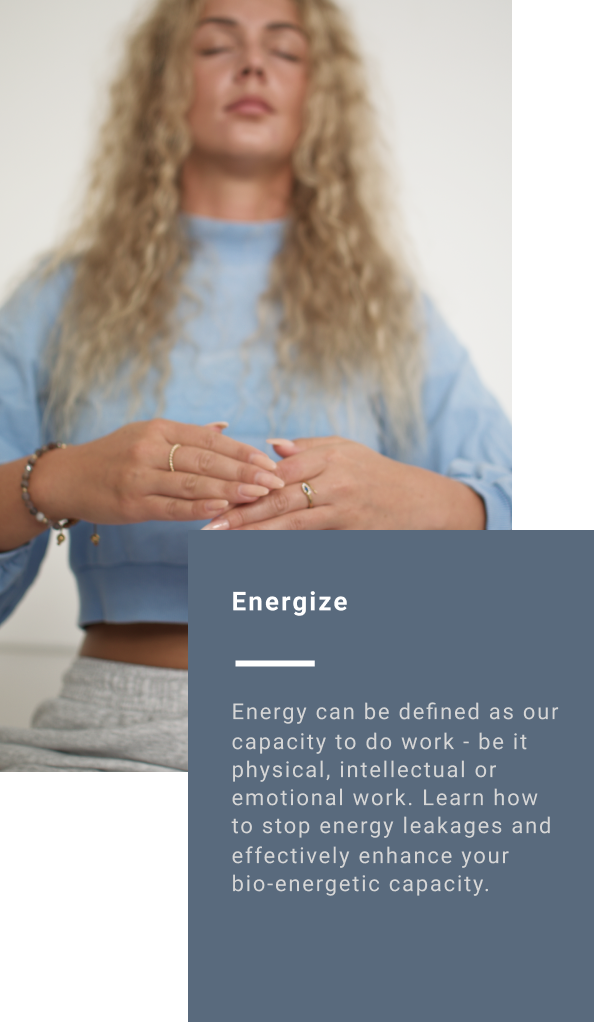 Energize
Energy can be defined as our
capacity to do work - be it
physical, intellectual or
emotional work. Learn how
to stop energy leakages and
effectively enhance your
bio-energetic capacity.